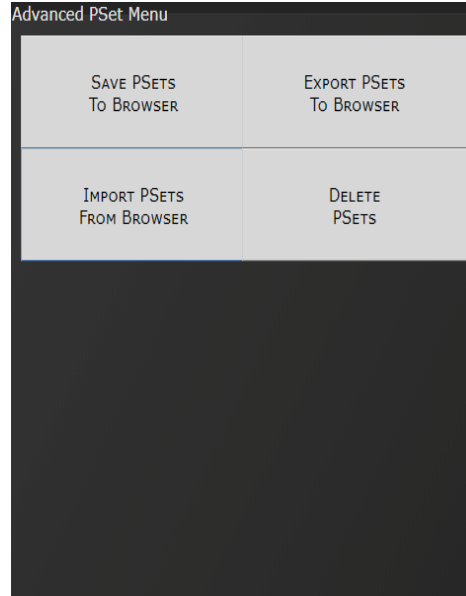 Advanced PSet Menu
Save PSets
To Browser
Export PSets
To Browser
Import PSets
From Browser
Delete
PSets